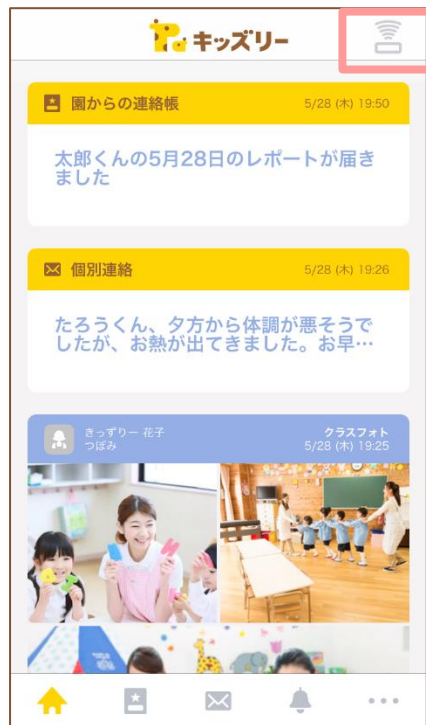 キッズリー
園からの連絡帳 5/28 (木) 19:50
太郎くんの5月28日のレポートが届き
ました
個別連絡 5/28 (木) 19:26
たろうくん、夕方から体調が悪そうで
したが、お熱が出てきました。お早…
きっずりー 花子 クラスフォト
つぼみ 5/28 (木) 19:25